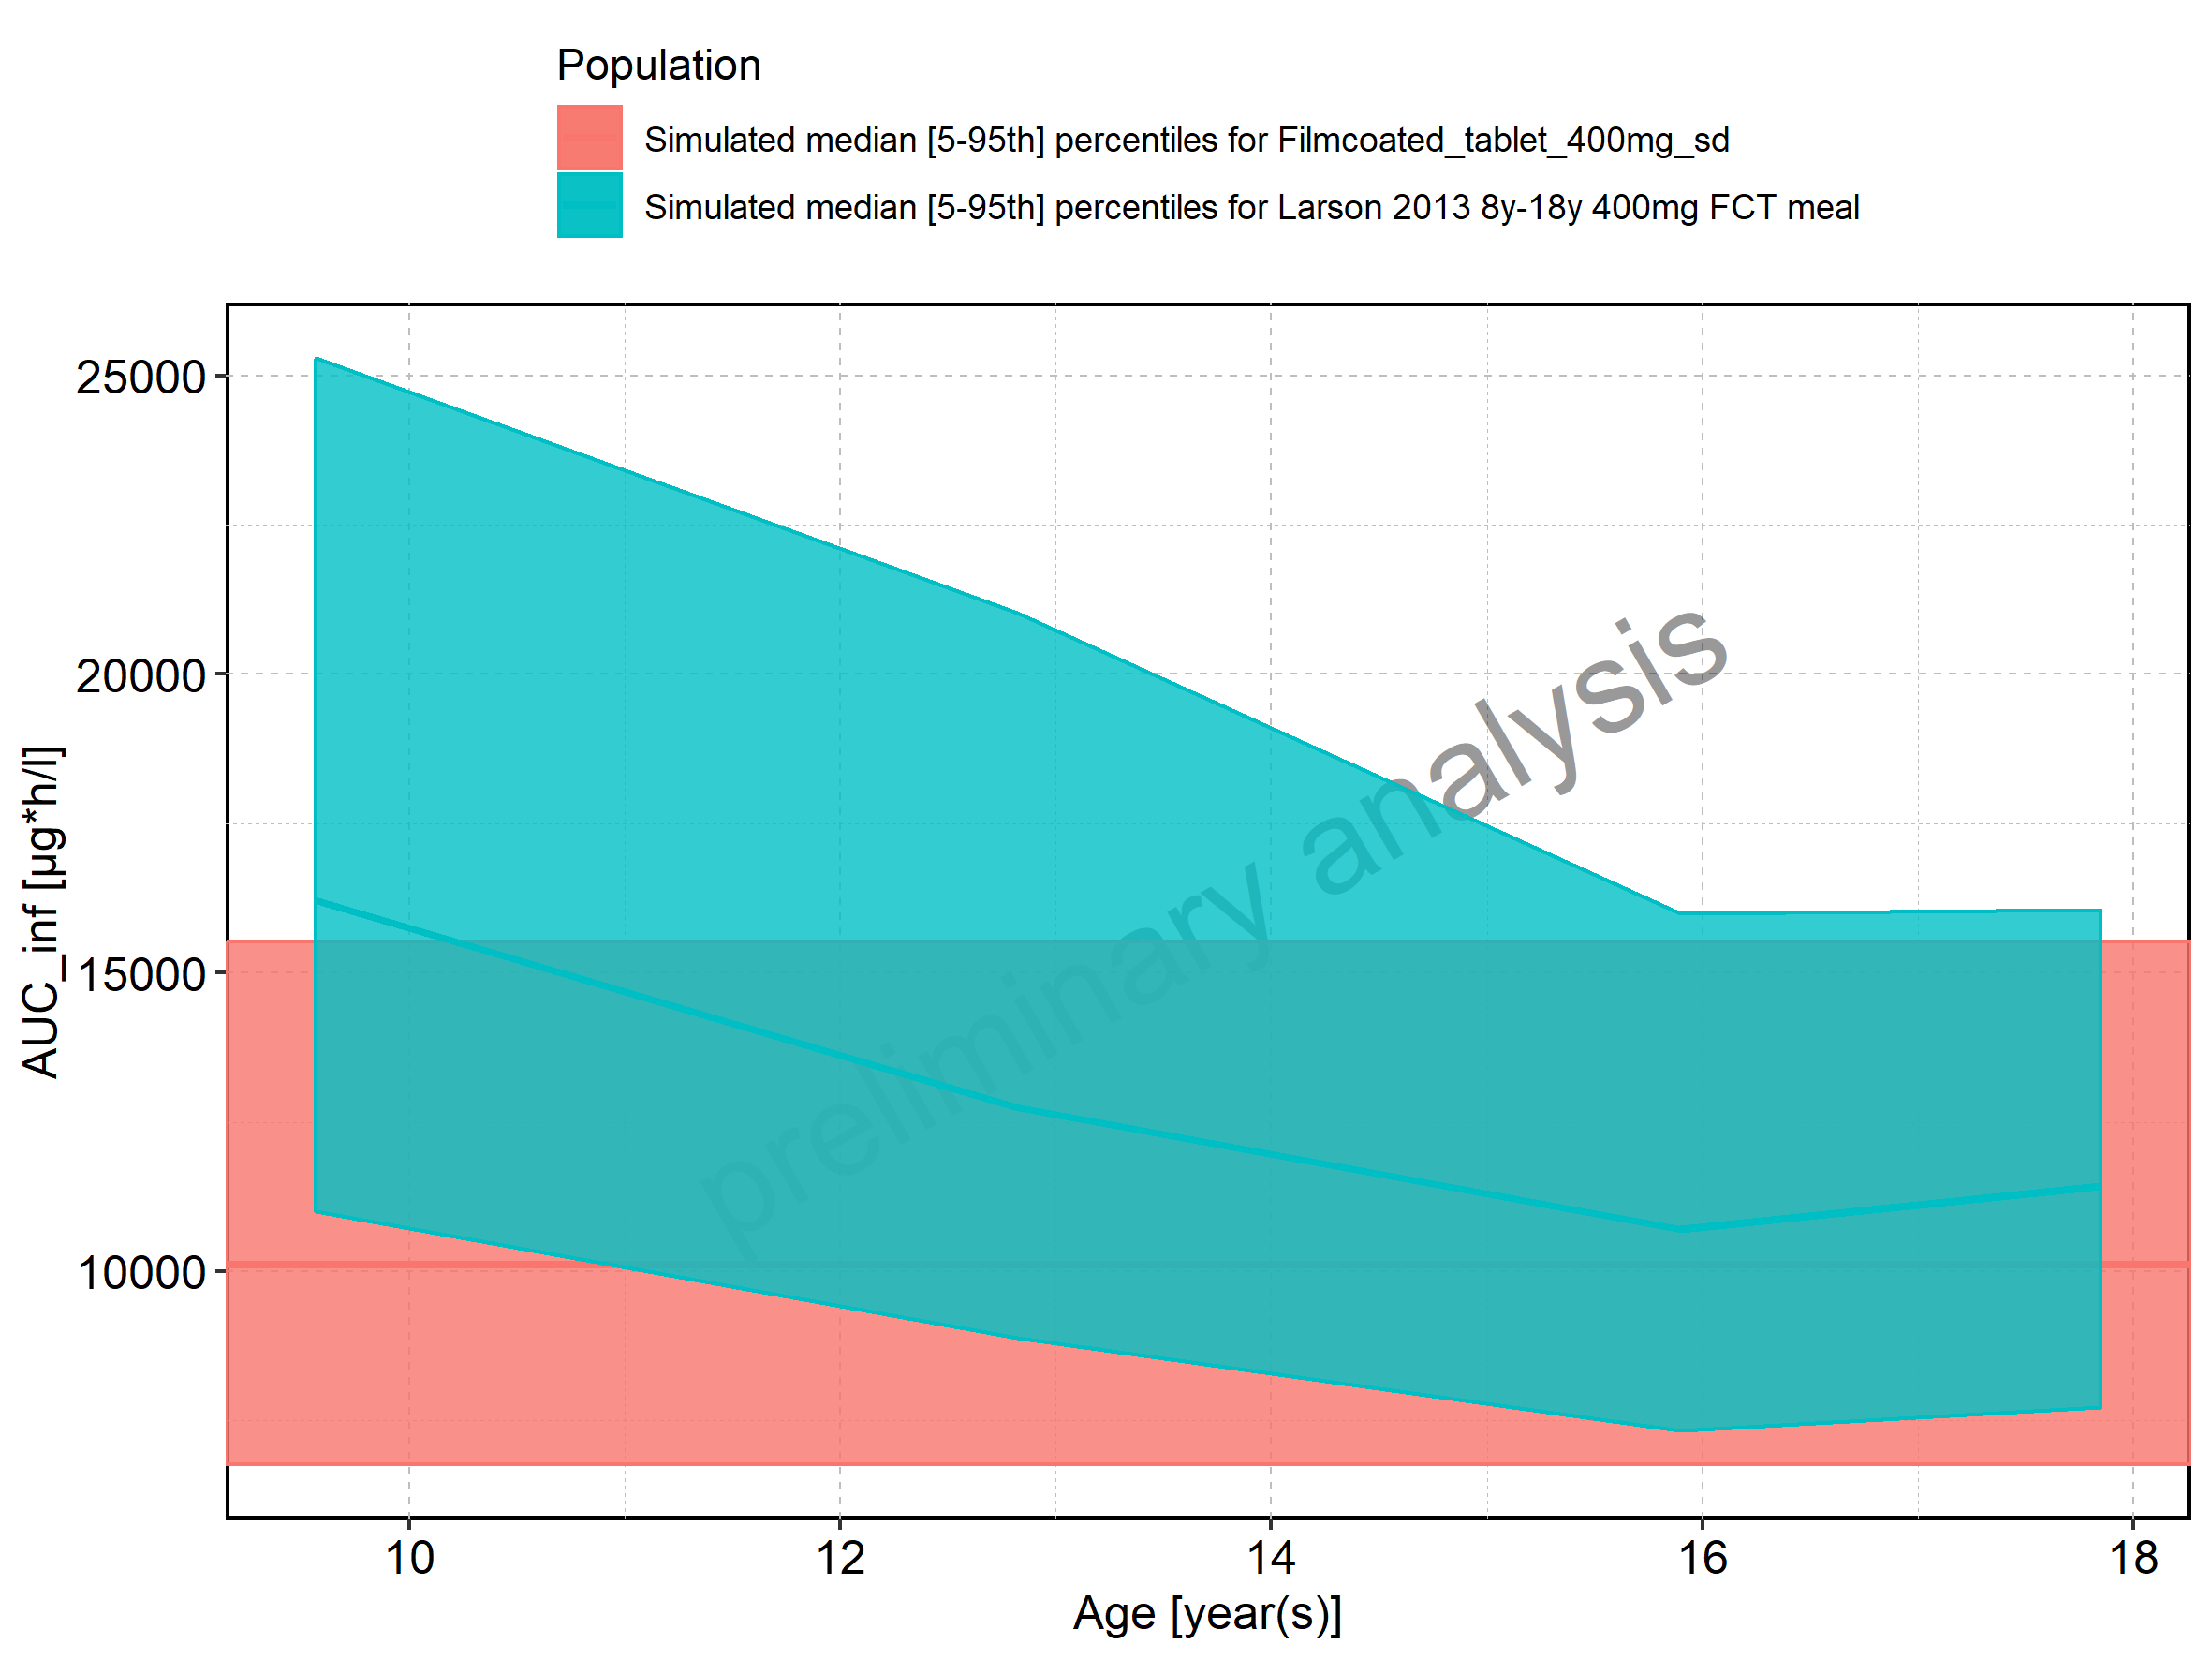 Population
Simulated median [5-95th] percentiles for Filmcoated_tablet_400mg_sd
Simulated median [5-95th] percentiles for Larson 2013 8y-18y 400mg FCT meal
25000
20000
15000
10000
AUC_inf [µg*h/l]
preliminary analysis
10 12 14 16 18
Age [year(s)]